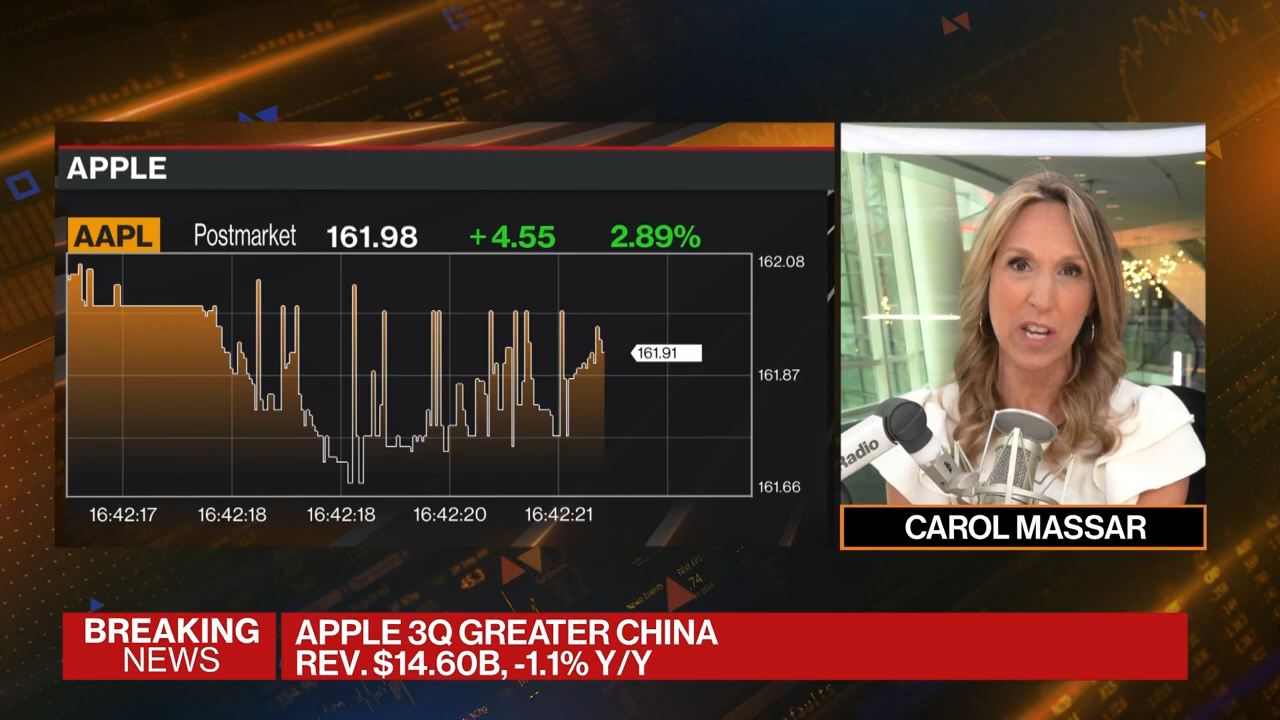 APPLE
AAPL Postmarket 161.98 +4.55 2.89%
162.08
161.91
161.87
161.66
16:42:17 16:42:18 16:42:18 16:42:20 16:42:21
Radio
CAROL MASSAR
BREAKING
NEWS
APPLE 3Q GREATER CHINA
REV. $14.60B, -1.1% Y/Y